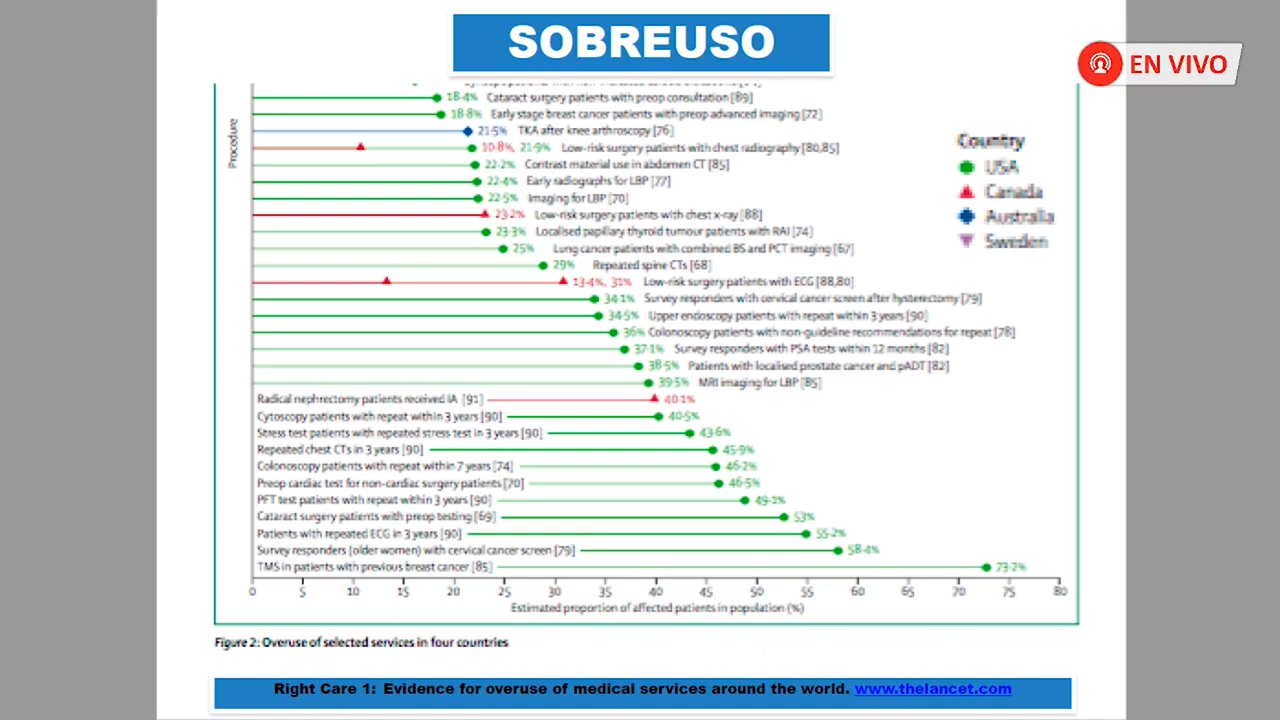 SOBREUSO
EN VIVO
Procedure
18·4% Cataract surgery patients with preop consultation [89]
18·8% Early stage breast cancer patients with preop advanced imaging [72]
21·5% TKA after knee arthroscopy [76]
10·8%, 21·9% Low-risk surgery patients with chest radiography [80,85]
22·2% Contrast material use in abdomen CT [85]
22·4% Early radiographs for LBP [77]
22·5% Imaging for LBP [70]
23·2% Low-risk surgery patients with chest x-ray [88]
23·3% Localised papillary thyroid tumour patients with RAI [74]
25% Lung cancer patients with combined BS and PCT imaging [67]
29% Repeated spine CTs [68]
13·4%, 31% Low-risk surgery patients with ECG [88,80]
34·1% Survey responders with cervical cancer screen after hysterectomy [79]
34·5% Upper endoscopy patients with repeat within 3 years [90]
36% Colonoscopy patients with non-guideline recommendations for repeat [78]
37·1% Survey responders with PSA tests within 12 months [82]
38·5% Patients with localised prostate cancer and pADT [82]
39·5% MRI imaging for LBP [85]
Radical nephrectomy patients received IA [91] 40·1%
Cytoscopy patients with repeat within 3 years [90] 40·5%
Stress test patients with repeated stress test in 3 years [90] 43·6%
Repeated chest CTs in 3 years [90] 45·9%
Colonoscopy patients with repeat within 7 years [74] 46·2%
Preop cardiac test for non-cardiac surgery patients [70] 46·5%
PFT test patients with repeat within 3 years [90] 49·2%
Cataract surgery patients with preop testing [69] 53%
Patients with repeated ECG in 3 years [90] 55·2%
Survey responders (older women) with cervical cancer screen [79] 58·4%
TMS in patients with previous breast cancer [85] 73·2%
Country
USA
Canada
Australia
Sweden
0 5 10 15 20 25 30 35 40 45 50 55 60 65 70 75 80
Estimated proportion of affected patients in population (%)
Figure 2: Overuse of selected services in four countries
Right Care 1: Evidence for overuse of medical services around the world. www.thelancet.com